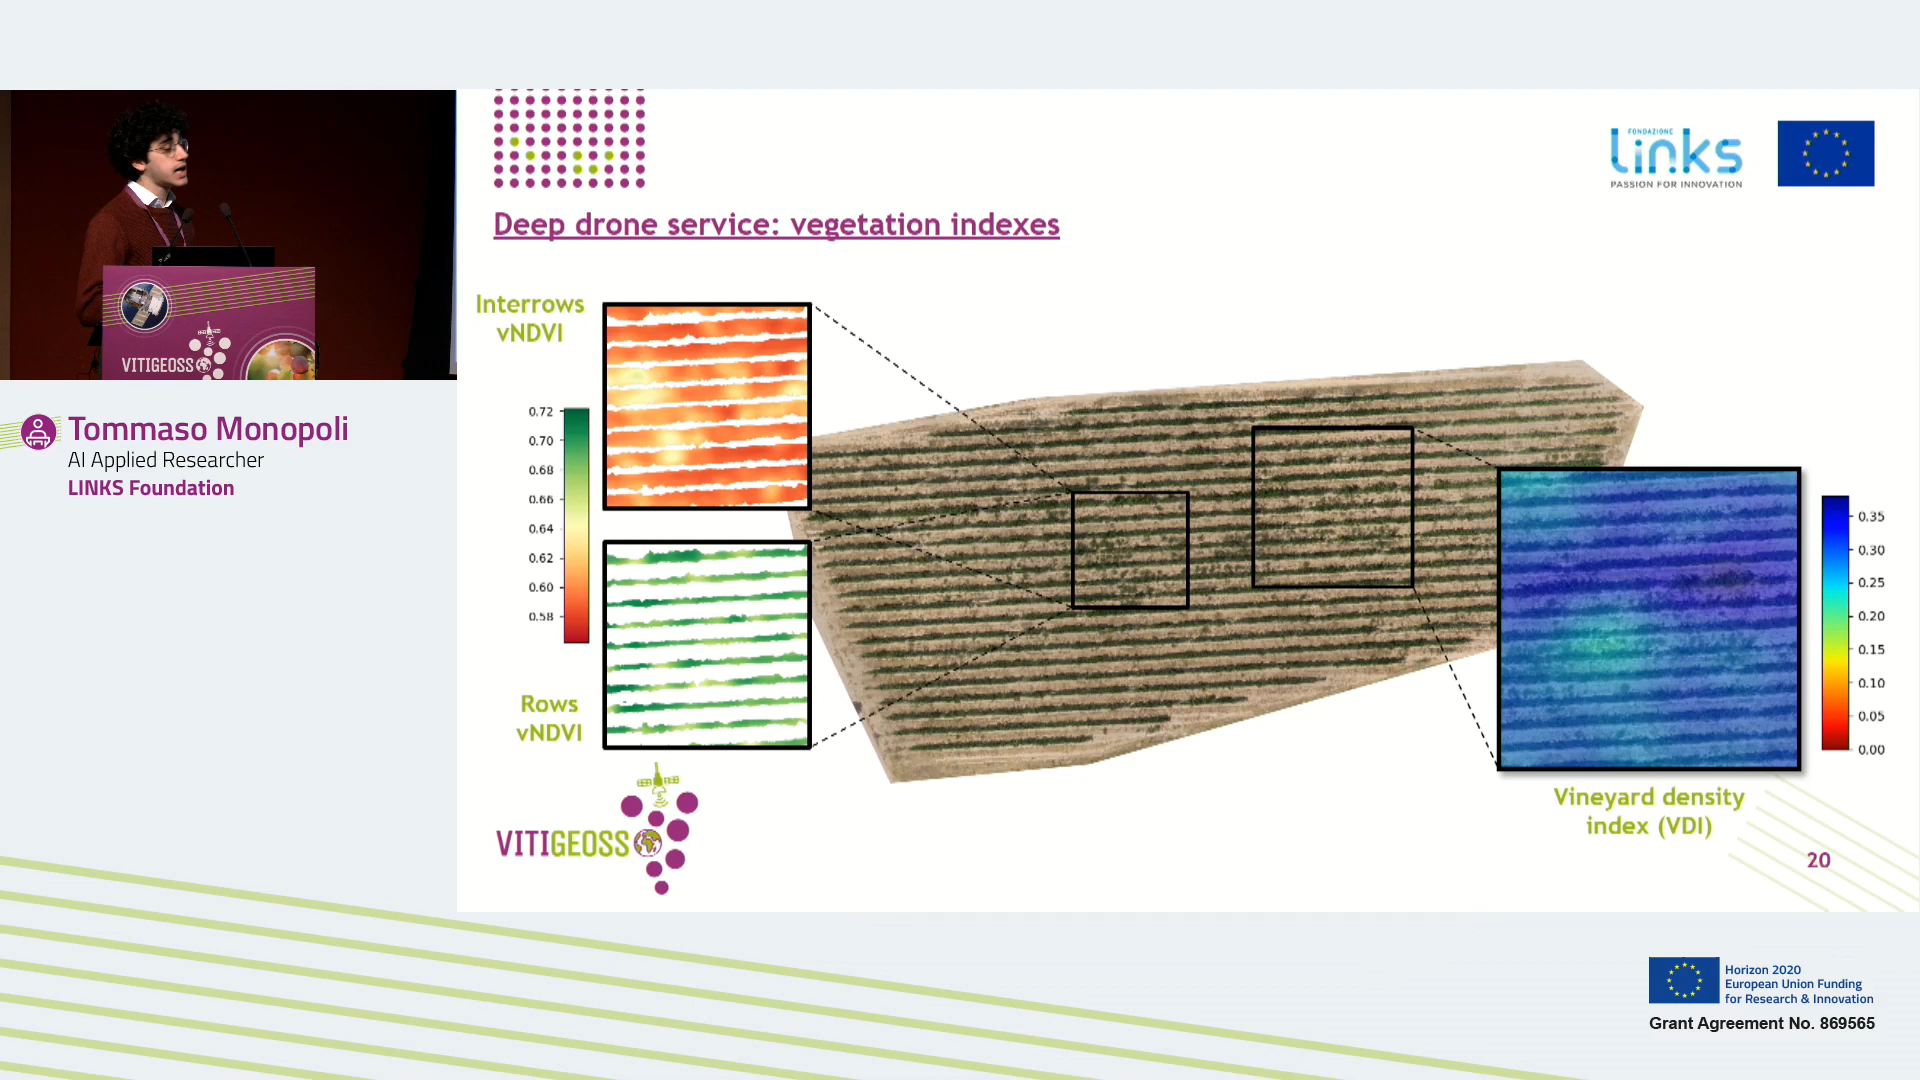 VITIGEOSS
Tommaso Monopoli
AI Applied Researcher
LINKS Foundation
FONDAZIONE
links
PASSION FOR INNOVATION
Deep drone service: vegetation indexes
Interrows
vNDVI
0.72
0.70
0.68
0.66
0.64
0.62
0.60
0.58
Rows
vNDVI
0.35
0.30
0.25
0.20
0.15
0.10
0.05
0.00
Vineyard density
index (VDI)
VITIGEOSS
20
Horizon 2020
European Union Funding
for Research & Innovation
Grant Agreement No. 869565